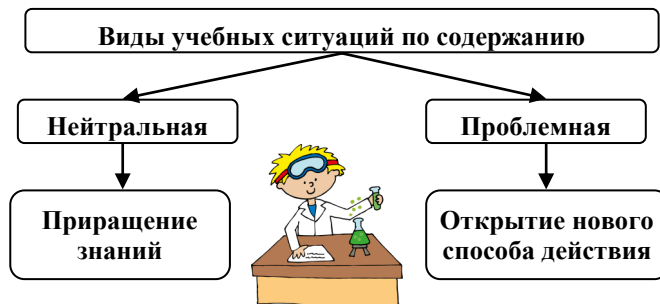 Виды учебных ситуаций по содержанию
Нейтральная
Проблемная
Приращение
знаний
Открытие нового
способа действия